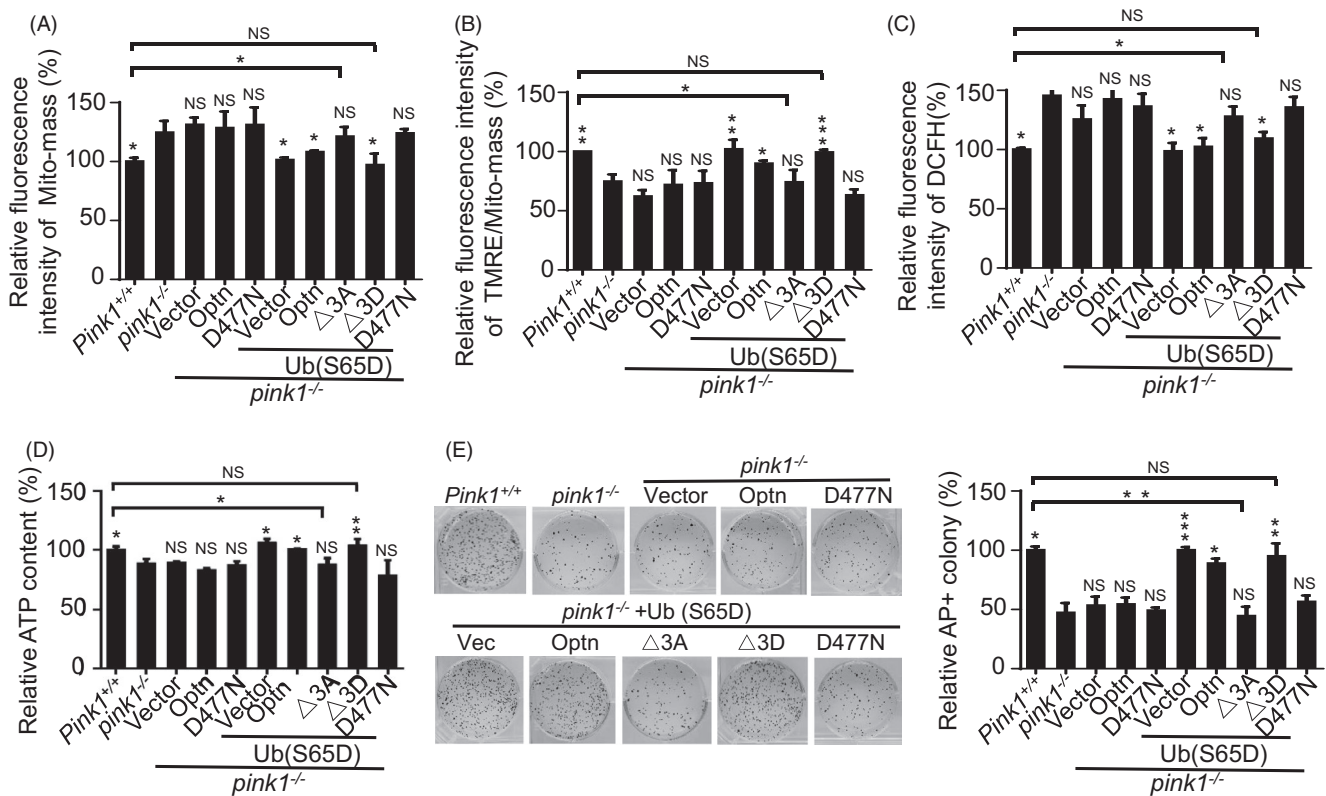 (A)
NS
*
Relative fluorescence
intensity of Mito-mass (%)
150
100
50
0
* NS NS NS * * NS * NS
Pink1+/+ pink1-/- Vector Optn D477N Vector Optn △3A △3D D477N
Ub(S65D)
pink1-/-
(B)
NS
*
Relative fluorescence intensity
of TMRE/Mito-mass (%)
150
100
50
0
** NS NS NS ** * NS *** NS
Pink1+/+ pink1-/- Vector Optn D477N Vector Optn △3A △3D D477N
Ub(S65D)
pink1-/-
(C)
NS
*
Relative fluorescence
intensity of DCFH(%)
150
100
50
0
* NS NS NS * * NS * NS
Pink1+/+ pink1-/- Vector Optn D477N Vector Optn △3A △3D D477N
Ub(S65D)
pink1-/-
(D)
NS
*
Relative ATP content (%)
150
100
50
0
* NS NS NS * * NS ** NS
Pink1+/+ pink1-/- Vector Optn D477N Vector Optn △3A △3D D477N
Ub(S65D)
pink1-/-
(E)
pink1-/-
Pink1+/+ pink1-/- Vector Optn D477N
pink1-/- +Ub (S65D)
Vec Optn △3A △3D D477N
NS
* *
Relative AP+ colony (%)
150
100
50
0
* NS NS NS *** * NS ** NS
Pink1+/+ pink1-/- Vector Optn D477N Vector Optn △3A △3D D477N
Ub(S65D)
pink1-/-